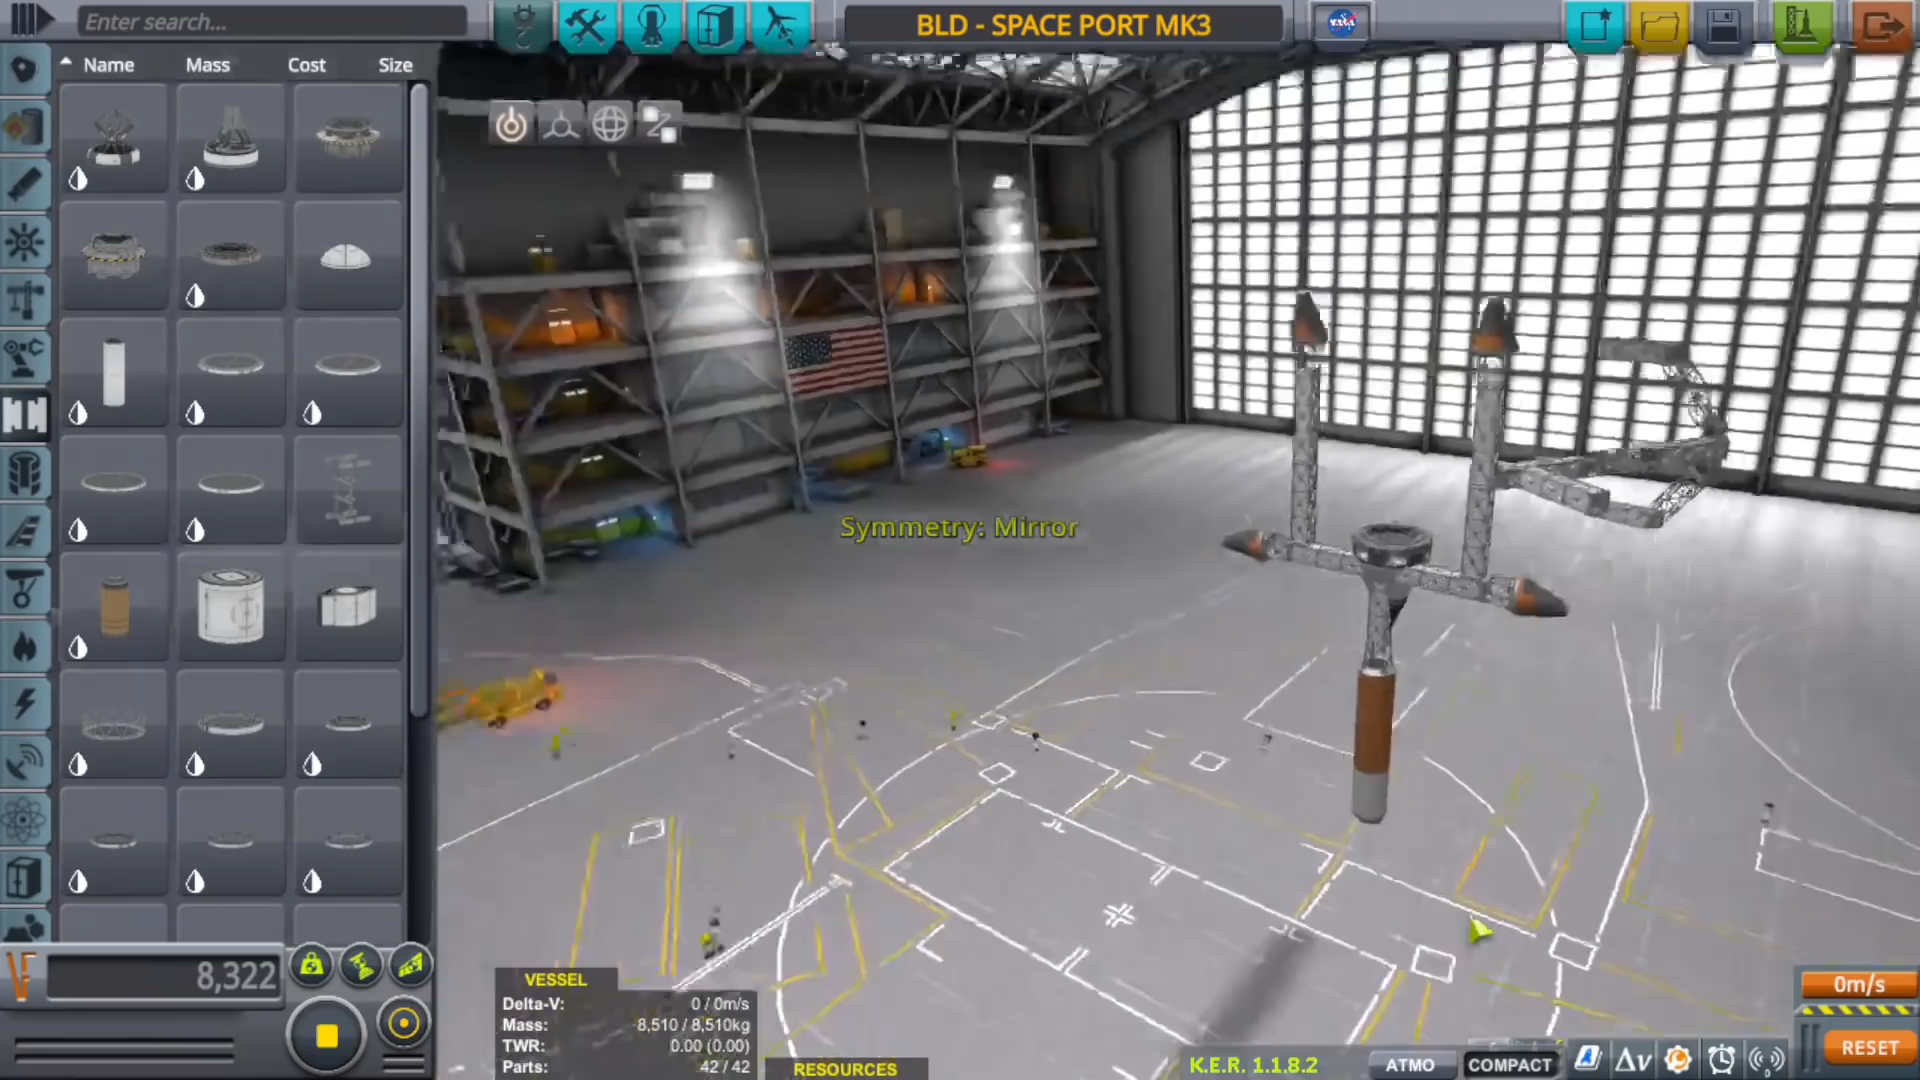 Enter search...
BLD - SPACE PORT MK3
NASA
Name Mass Cost Size
Symmetry: Mirror
8,322
VESSEL
Delta-V: 0 / 0m/s
Mass: 8,510 / 8,510kg
TWR: 0.00 (0.00)
Parts: 42 / 42
RESOURCES
K.E.R. 1.1.8.2
ATMO
COMPACT
A
Δv
0m/s
RESET